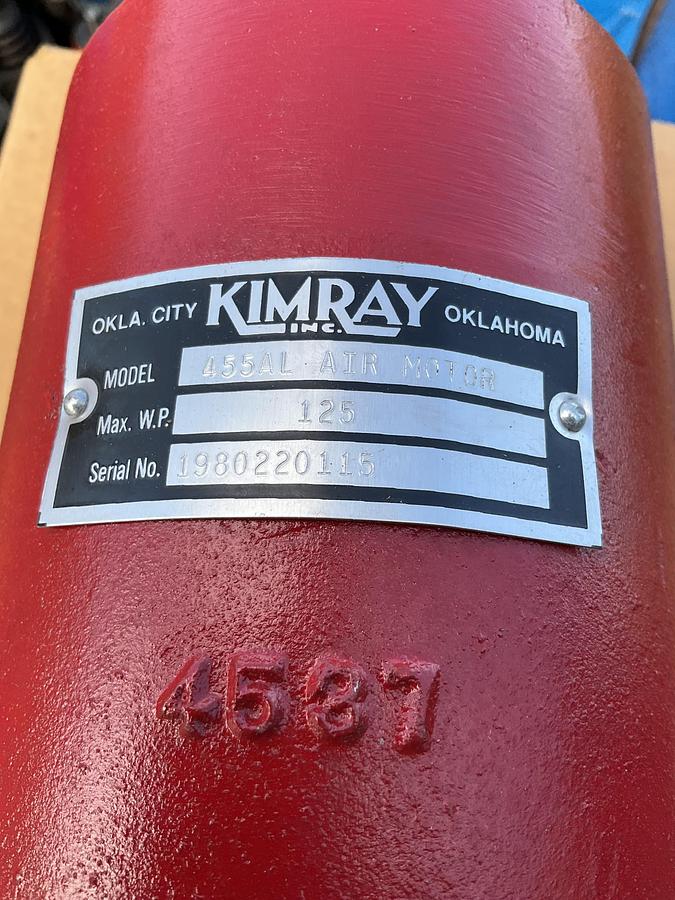 OKLA. CITY KIMRAY INC. OKLAHOMA
MODEL 455AL AIR MOTOR
Max. W.P. 125
Serial No. 1980220115
4537